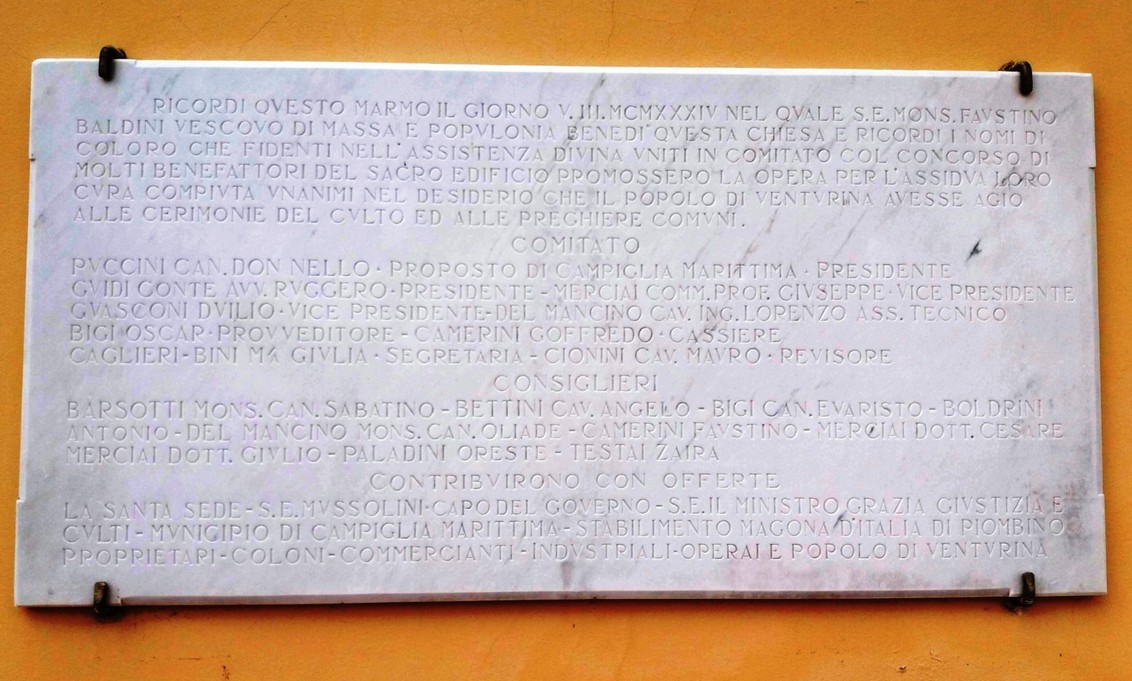 RICORDI QVESTO MARMO IL GIORNO V.III.MCMXXXIV NEL QVALE S.E.MONS.FAVSTINO
BALDINI VESCOVO DI MASSA E POPVLONIA BENEDI' QVESTA CHIESA E RICORDI I NOMI DI
COLORO CHE FIDENTI NELL'ASSISTENZA DIVINA VNITI IN COMITATO COL CONCORSO DI
MOLTI BENEFATTORI DEL SACRO EDIFICIO PROMOSSERO LA OPERA PER L'ASSIDVA LORO
CVRA COMPIVTA VNANIMI NEL DESIDERIO CHE IL POPOLO DI VENTVRINA AVESSE AGIO
ALLE CERIMONIE DEL CVLTO ED ALLE PREGHIERE COMVNI.
COMITATO
PVCCINI CAN. DON NELLO · PROPOSTO DI CAMPIGLIA MARITTIMA · PRESIDENTE
GVIDI CONTE AVV. RVGGERO · PRESIDENTE - MERCIAI COMM. PROF. GIVSEPPE · VICE PRESIDENTE
GVASCONI DVILIO · VICE PRESIDENTE - DEL MANCINO CAV. ING. LORENZO ASS. TECNICO
BIGI OSCAR · PROVVEDITORE - CAMERINI GOFFREDO · CASSIERE
CAGLIERI-BINI Ma GIVLIA · SEGRETARIA - CIONINI CAV. MAVRO · REVISORE
CONSIGLIERI
BARSOTTI MONS. CAN. SABATINO - BETTINI CAV. ANGELO - BIGI CAN. EVARISTO - BOLDRINI
ANTONIO - DEL MANCINO MONS. CAN. OLIADE - CAMERINI FAVSTINO - MERCIAI DOTT. CESARE
MERCIAI DOTT. GIVLIO - PALADINI ORESTE - TESTAI ZAIRA
CONTRIBVIRONO CON OFFERTE
LA SANTA SEDE - S.E. MVSSOLINI · CAPO DEL GOVERNO - S.E. IL MINISTRO GRAZIA GIVSTIZIA E
CVLTI - MVNICIPIO DI CAMPIGLIA MARITTIMA - STABILIMENTO MAGONA D'ITALIA DI PIOMBINO
PROPRIETARI - COLONI - COMMERCIANTI - INDVSTRIALI - OPERAI E POPOLO DI VENTVRINA